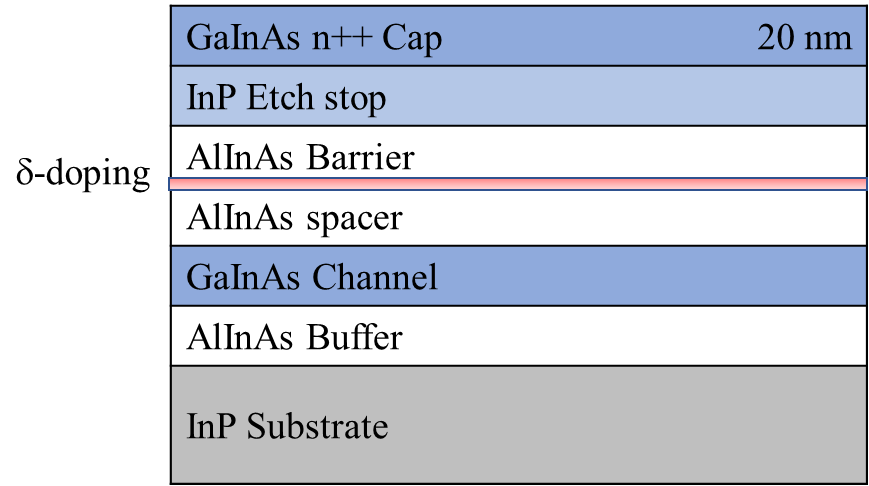 GaInAs n++ Cap 20 nm
InP Etch stop
AlInAs Barrier
δ-doping
AlInAs spacer
GaInAs Channel
AlInAs Buffer
InP Substrate